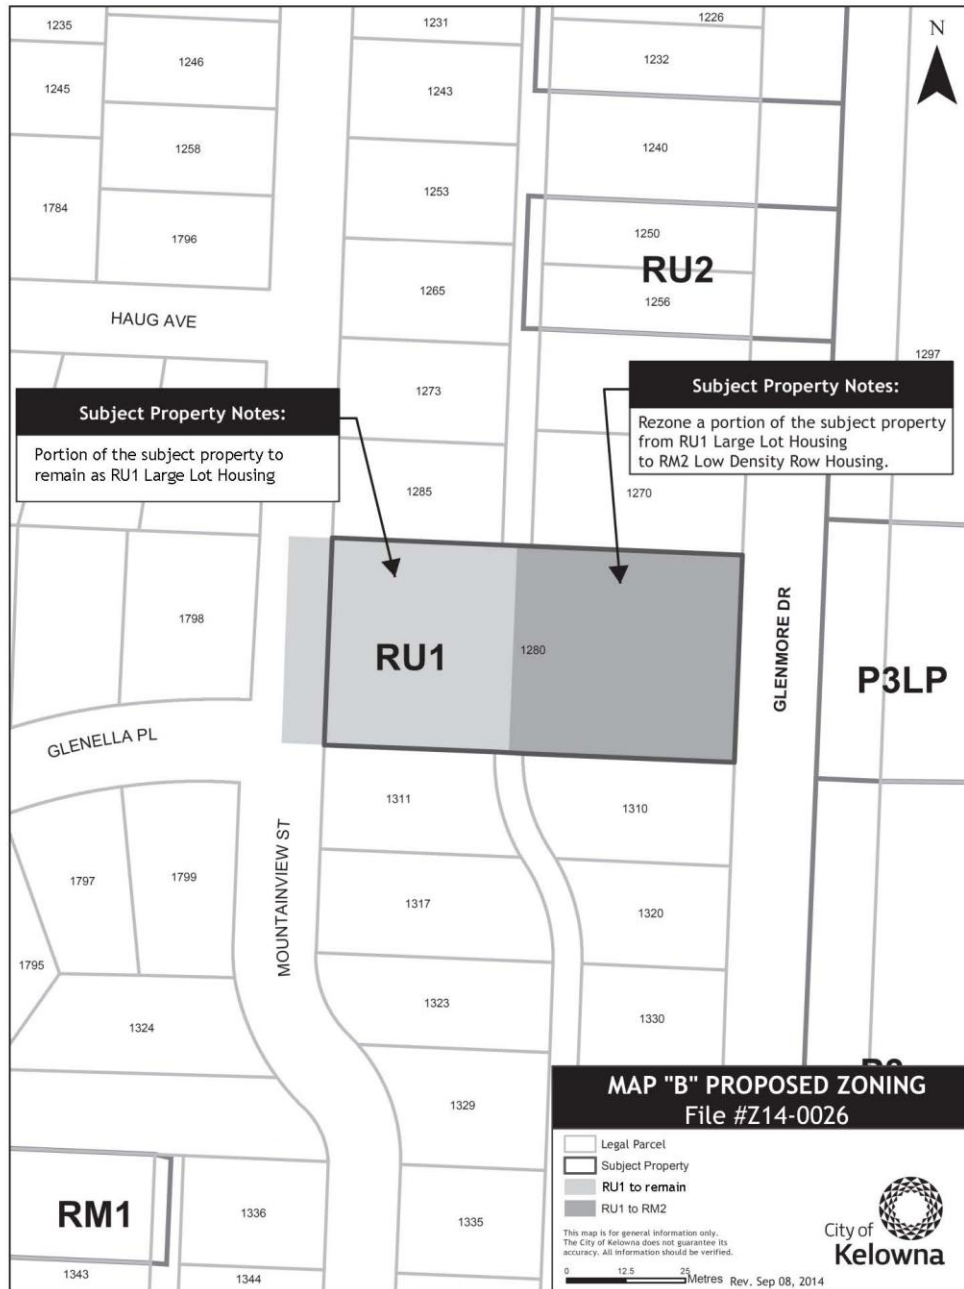 1235
1246
1231
1226
1232
N
1245
1243
1258
1240
1253
1784
1796
1250
RU2
1265
1256
HAUG AVE
1297
1273
Subject Property Notes:
Portion of the subject property to
remain as RU1 Large Lot Housing
Subject Property Notes:
Rezone a portion of the subject property
from RU1 Large Lot Housing
to RM2 Low Density Row Housing.
1285
1270
1798
RU1
1280
GLENMORE DR
P3LP
GLENELLA PL
1311
1310
MOUNTAINVIEW ST
1797
1799
1317
1320
1795
1323
1330
1324
1329
RM1
1336
1335
1343
1344
MAP "B" PROPOSED ZONING
File #Z14-0026
Legal Parcel
Subject Property
RU1 to remain
RU1 to RM2
This map is for general information only.
The City of Kelowna does not guarantee its
accuracy. All information should be verified.
0 12.5 25 Metres
Rev. Sep 08, 2014
City of
Kelowna